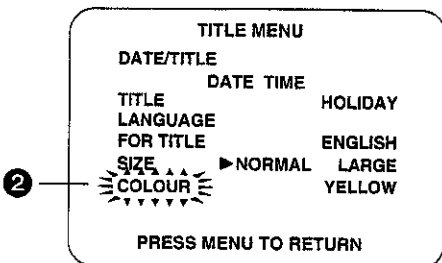 TITLE MENU
DATE/TITLE
DATE TIME
TITLE HOLIDAY
LANGUAGE
FOR TITLE ENGLISH
SIZE ►NORMAL LARGE
2 COLOUR YELLOW
PRESS MENU TO RETURN